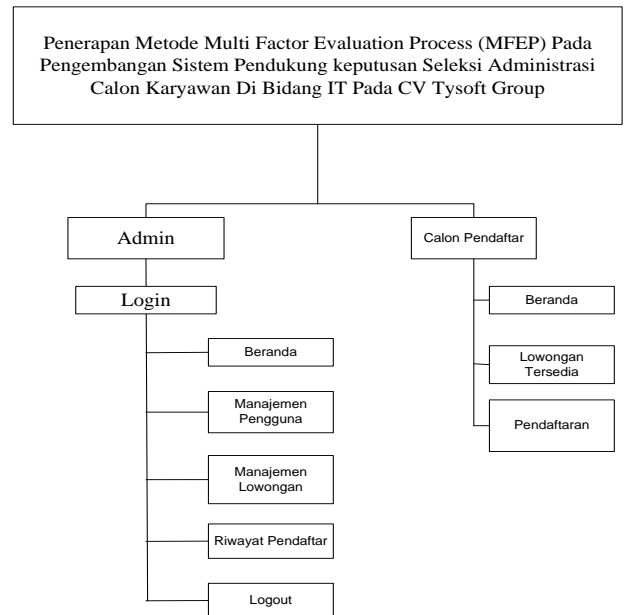 Penerapan Metode Multi Factor Evaluation Process (MFEP) Pada
Pengembangan Sistem Pendukung keputusan Seleksi Administrasi
Calon Karyawan Di Bidang IT Pada CV Tysoft Group
Admin
Login
Beranda
Manajemen
Pengguna
Manajemen
Lowongan
Riwayat Pendaftar
Logout
Calon Pendaftar
Beranda
Lowongan
Tersedia
Pendaftaran